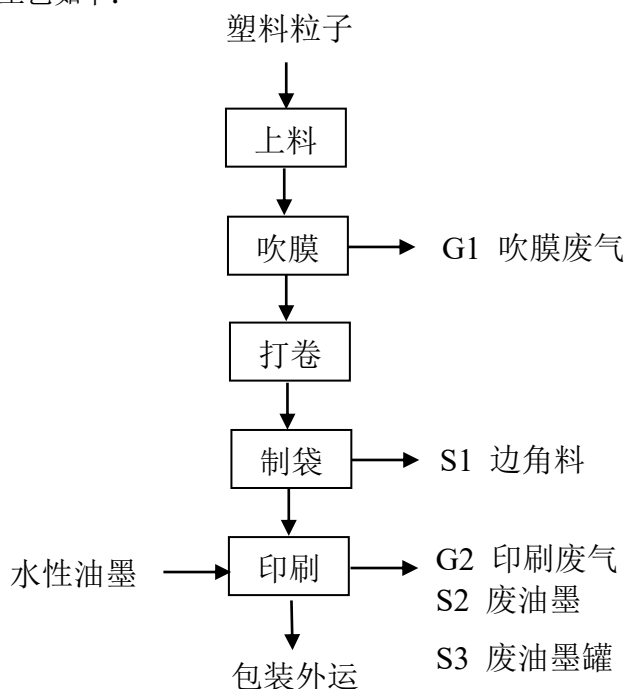 塑料粒子
上料
吹膜
G1 吹膜废气
打卷
制袋
S1 边角料
水性油墨
印刷
G2 印刷废气
S2 废油墨
S3 废油墨罐
包装外运